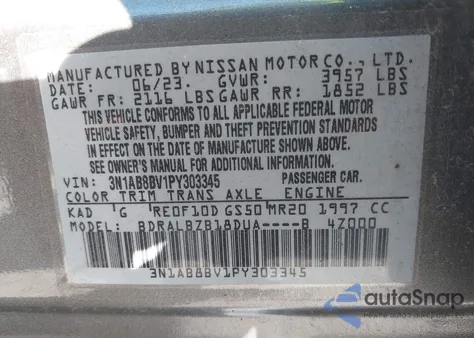 MANUFACTURED BY NISSAN MOTOR CO., LTD.
DATE: 06/23. GVWR: 3957 LBS
GAWR FR: 2116 LBS GAWR RR: 1852 LBS
THIS VEHICLE CONFORMS TO ALL APPLICABLE FEDERAL MOTOR
VEHICLE SAFETY, BUMPER AND THEFT PREVENTION STANDARDS
IN EFFECT ON THE DATE OF MANUFACTURE SHOWN ABOVE.
SEE OWNER'S MANUAL FOR ADDITIONAL INFORMATION.
VIN: 3N1AB8BV1PY303345 PASSENGER CAR.
COLOR TRIM TRANS AXLE ENGINE
KAD G RE0F10D GS50 MR20 1997 CC
MODEL: BDRALBZB18DUA----B 4Z000
3N1AB8BV1PY303345
autoSnap
POWERED BY